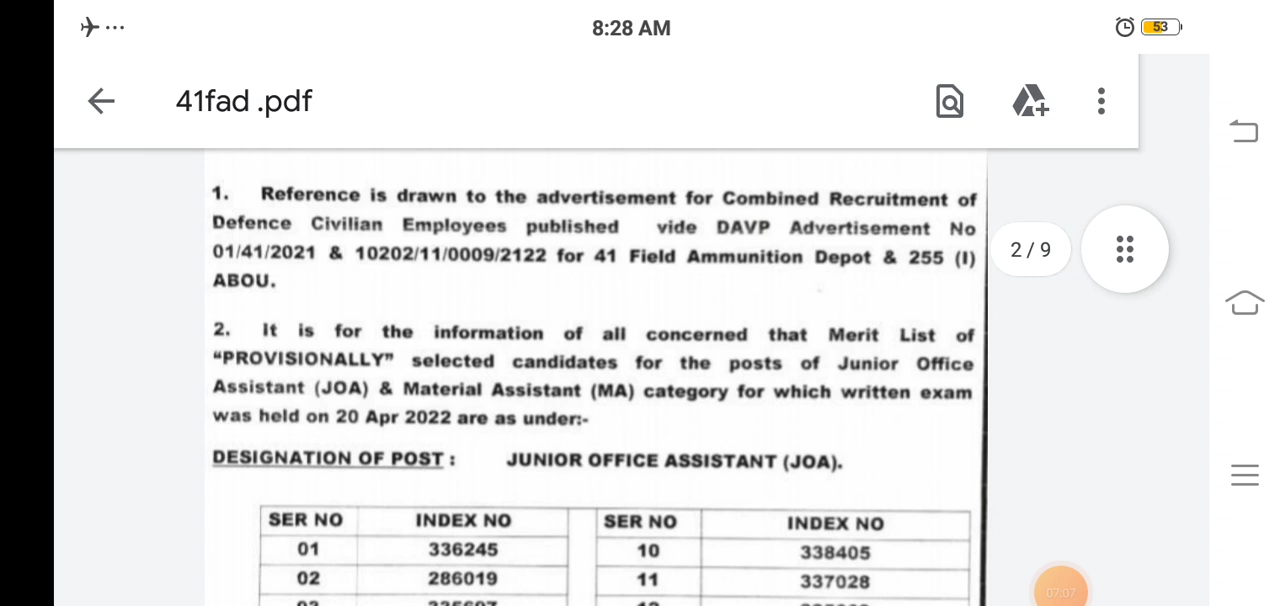 8:28 AM
53
41fad .pdf
1. Reference is drawn to the advertisement for Combined Recruitment of
Defence Civilian Employees published vide DAVP Advertisement No
01/41/2021 & 10202/11/0009/2122 for 41 Field Ammunition Depot & 255 (I)
ABOU.
2 / 9
2. It is for the information of all concerned that Merit List of
“PROVISIONALLY” selected candidates for the posts of Junior Office
Assistant (JOA) & Material Assistant (MA) category for which written exam
was held on 20 Apr 2022 are as under:-
DESIGNATION OF POST : JUNIOR OFFICE ASSISTANT (JOA).
SER NO INDEX NO SER NO INDEX NO
01 336245 10 338405
02 286019 11 337028
07:07